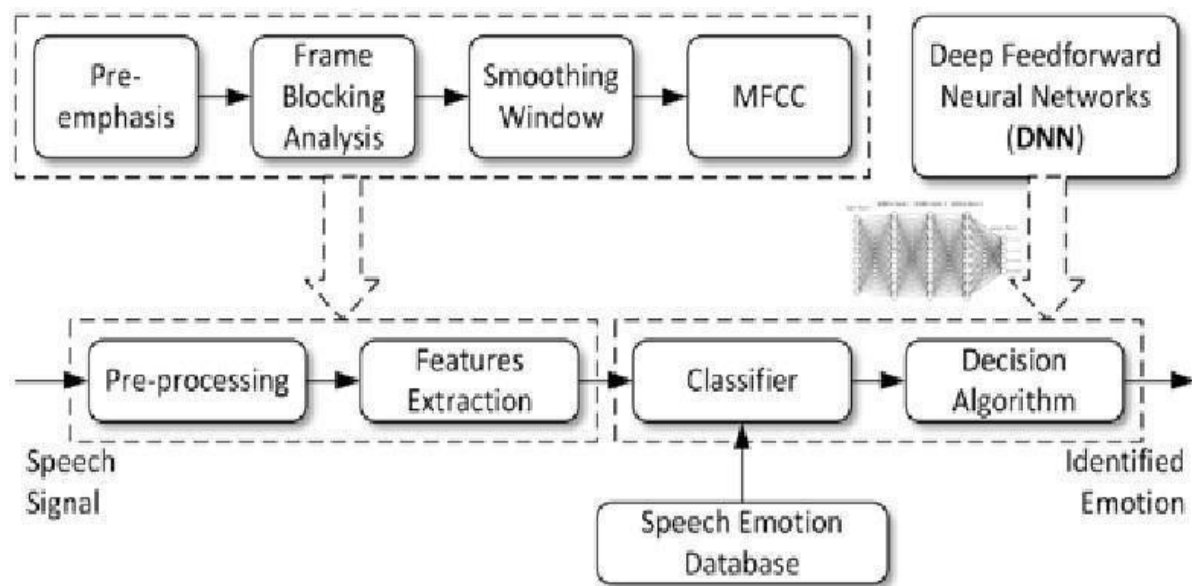 Pre-
emphasis
Frame
Blocking
Analysis
Smoothing
Window
MFCC
Deep Feedforward
Neural Networks
(DNN)
Pre-processing
Features
Extraction
Classifier
Decision
Algorithm
Speech
Signal
Identified
Emotion
Speech Emotion
Database